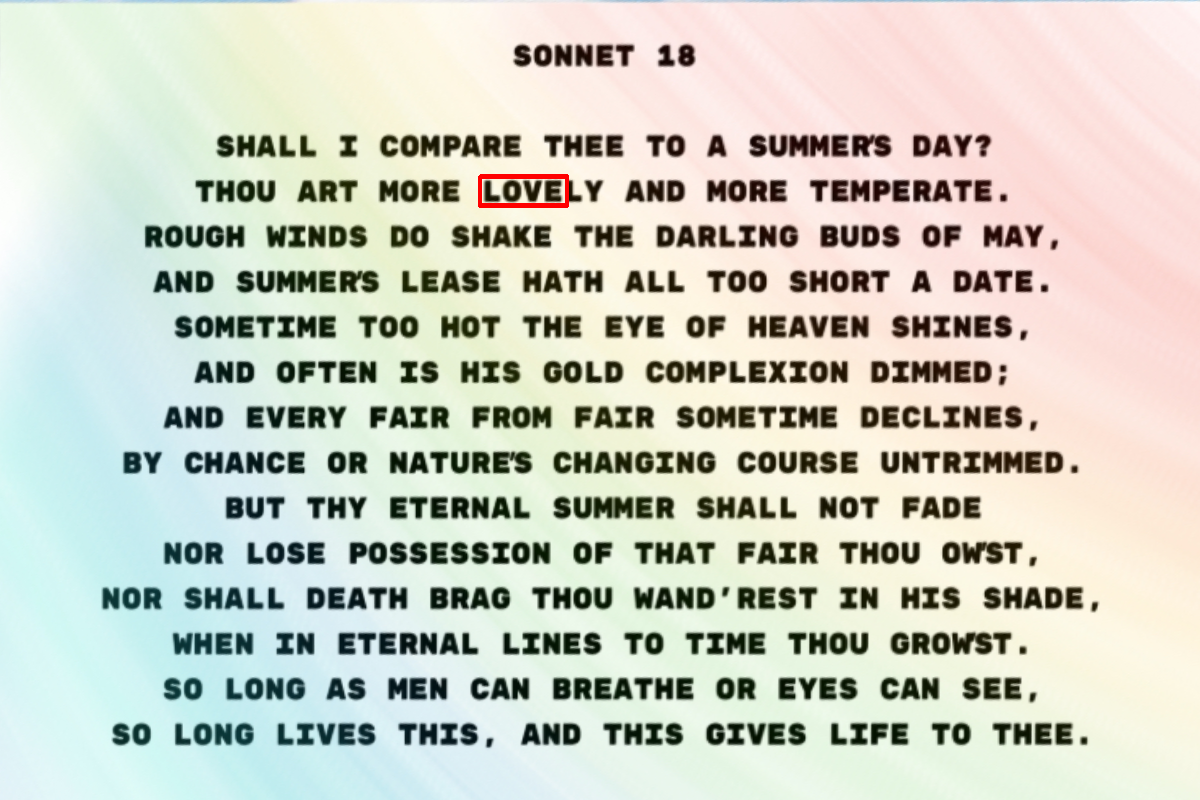 SONNET 18
SHALL I COMPARE THEE TO A SUMMER'S DAY?
THOU ART MORE LOVELY AND MORE TEMPERATE.
ROUGH WINDS DO SHAKE THE DARLING BUDS OF MAY,
AND SUMMER'S LEASE HATH ALL TOO SHORT A DATE.
SOMETIME TOO HOT THE EYE OF HEAVEN SHINES,
AND OFTEN IS HIS GOLD COMPLEXION DIMMED;
AND EVERY FAIR FROM FAIR SOMETIME DECLINES,
BY CHANCE OR NATURE'S CHANGING COURSE UNTRIMMED.
BUT THY ETERNAL SUMMER SHALL NOT FADE
NOR LOSE POSSESSION OF THAT FAIR THOU OW'ST,
NOR SHALL DEATH BRAG THOU WAND'REST IN HIS SHADE,
WHEN IN ETERNAL LINES TO TIME THOU GROW'ST.
SO LONG AS MEN CAN BREATHE OR EYES CAN SEE,
SO LONG LIVES THIS, AND THIS GIVES LIFE TO THEE.